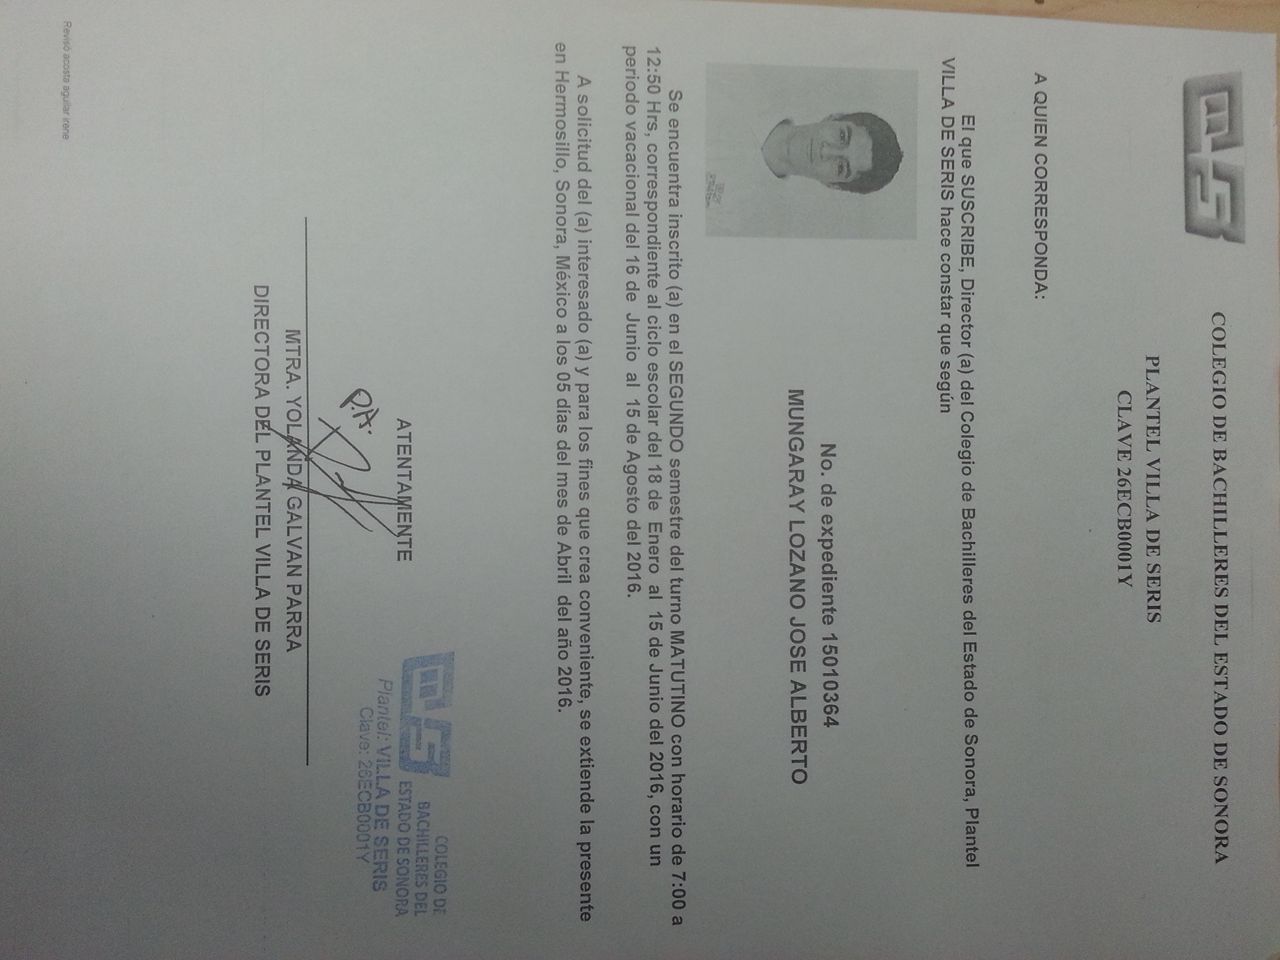 COLEGIO DE BACHILLERES DEL ESTADO DE SONORA
PLANTEL VILLA DE SERIS
CLAVE 26ECB0001Y
A QUIEN CORRESPONDA:
El que SUSCRIBE, Director (a) del Colegio de Bachilleres del Estado de Sonora, Plantel
VILLA DE SERIS hace constar que según
No. de expediente 15010364
MUNGARAY LOZANO JOSE ALBERTO
Se encuentra inscrito (a) en el SEGUNDO semestre del turno MATUTINO con horario de 7:00 a
12:50 Hrs, correspondiente al ciclo escolar del 18 de Enero al 15 de Junio del 2016, con un
periodo vacacional del 16 de Junio al 15 de Agosto del 2016.
A solicitud del (a) interesado (a) y para los fines que crea conveniente, se extiende la presente
en Hermosillo, Sonora, México a los 05 días del mes de Abril del año 2016.
ATENTAMENTE
P.A.
MTRA. YOLANDA GALVAN PARRA
DIRECTORA DEL PLANTEL VILLA DE SERIS
COLEGIO DE
BACHILLERES DEL
ESTADO DE SONORA
Plantel: VILLA DE SERIS
Clave: 26ECB0001Y
Revisó acosta aguilar irene